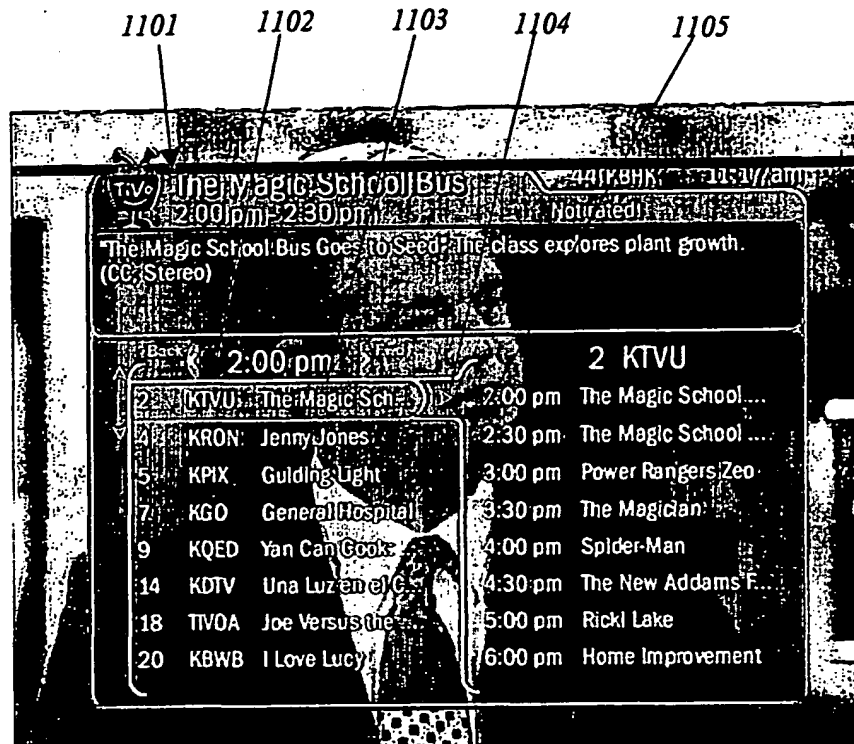 1101 1102 1103 1104 1105
TiVo The Magic School Bus 44 KBHK 11:17 am
2:00 pm - 2:30 pm Not rated
"The Magic School Bus Goes to Seed." The class explores plant growth.
(CC, Stereo)
Back 2:00 pm Fwd
2 KTVU The Magic Sch...
4 KRON Jenny Jones
5 KPIX Guiding Light
7 KGO General Hospital
9 KQED Yan Can Cook
14 KDTV Una Luz en el C...
18 TIVOA Joe Versus the ...
20 KBWB I Love Lucy
2 KTVU
2:00 pm The Magic School ....
2:30 pm The Magic School ....
3:00 pm Power Rangers Zeo
3:30 pm The Magician
4:00 pm Spider-Man
4:30 pm The New Addams F...
5:00 pm Ricki Lake
6:00 pm Home Improvement